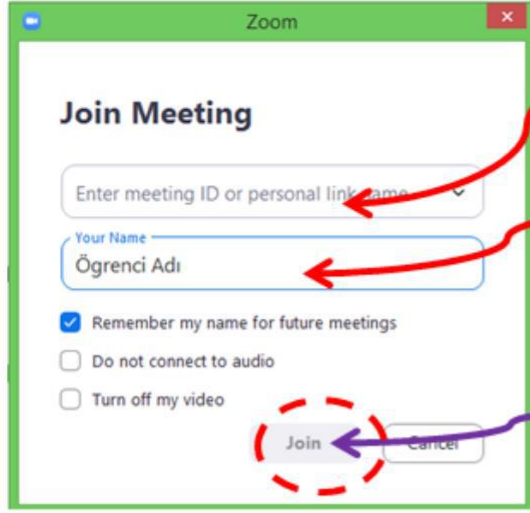 Zoom
Join Meeting
Enter meeting ID or personal link name
Your Name
Ögrenci Adı
Remember my name for future meetings
Do not connect to audio
Turn off my video
Join Cancel